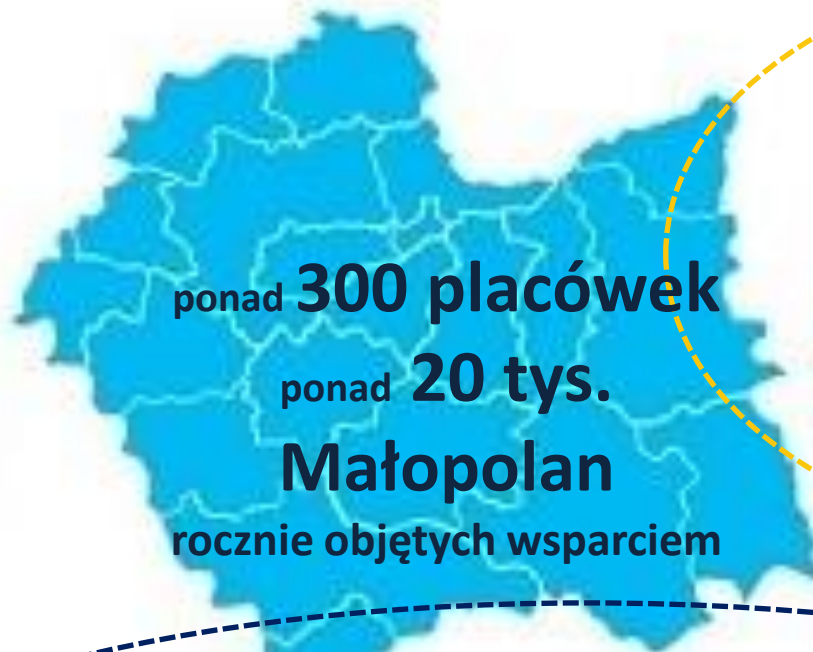 ponad 300 placówek
ponad 20 tys.
Małopolan
rocznie objętych wsparciem